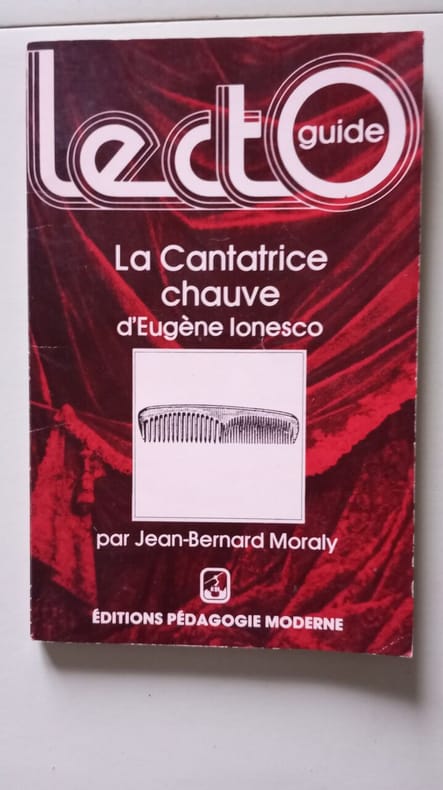 lectO
guide
La Cantatrice
chauve
d'Eugène Ionesco
par Jean-Bernard Moraly
ÉDITIONS PÉDAGOGIE MODERNE